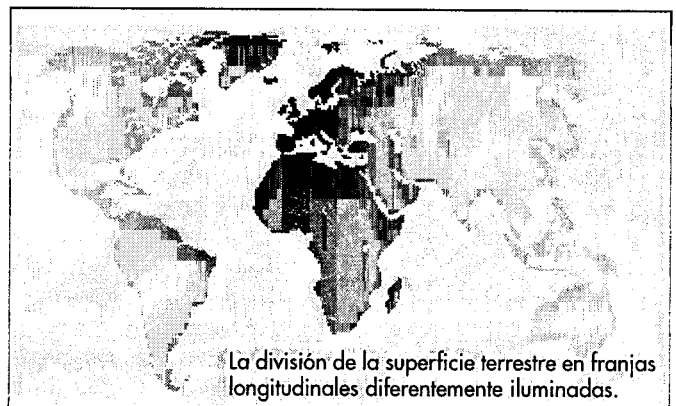 La división de la superficie terrestre en franjas
longitudinales diferentemente iluminadas.